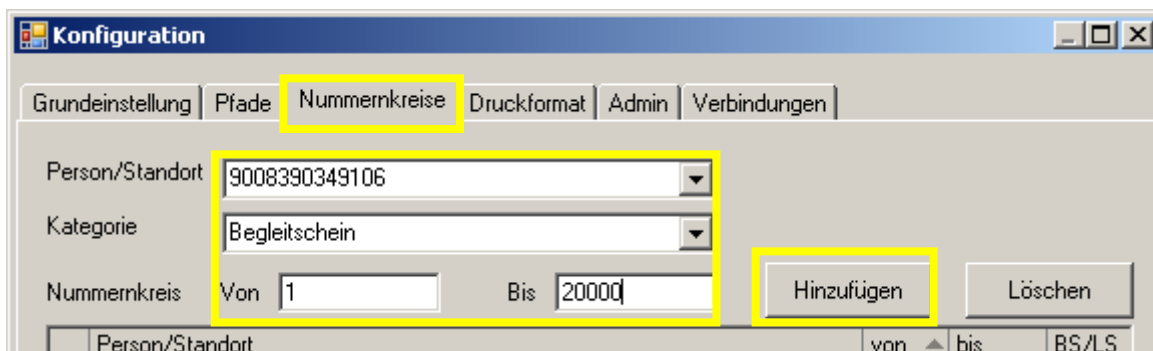 Konfiguration
Grundeinstellung Pfade Nummernkreise Druckformat Admin Verbindungen
Person/Standort 9008390349106
Kategorie Begleitschein
Nummernkreis Von 1 Bis 20000 Hinzufügen Löschen
Person/Standort von bis BS/LS